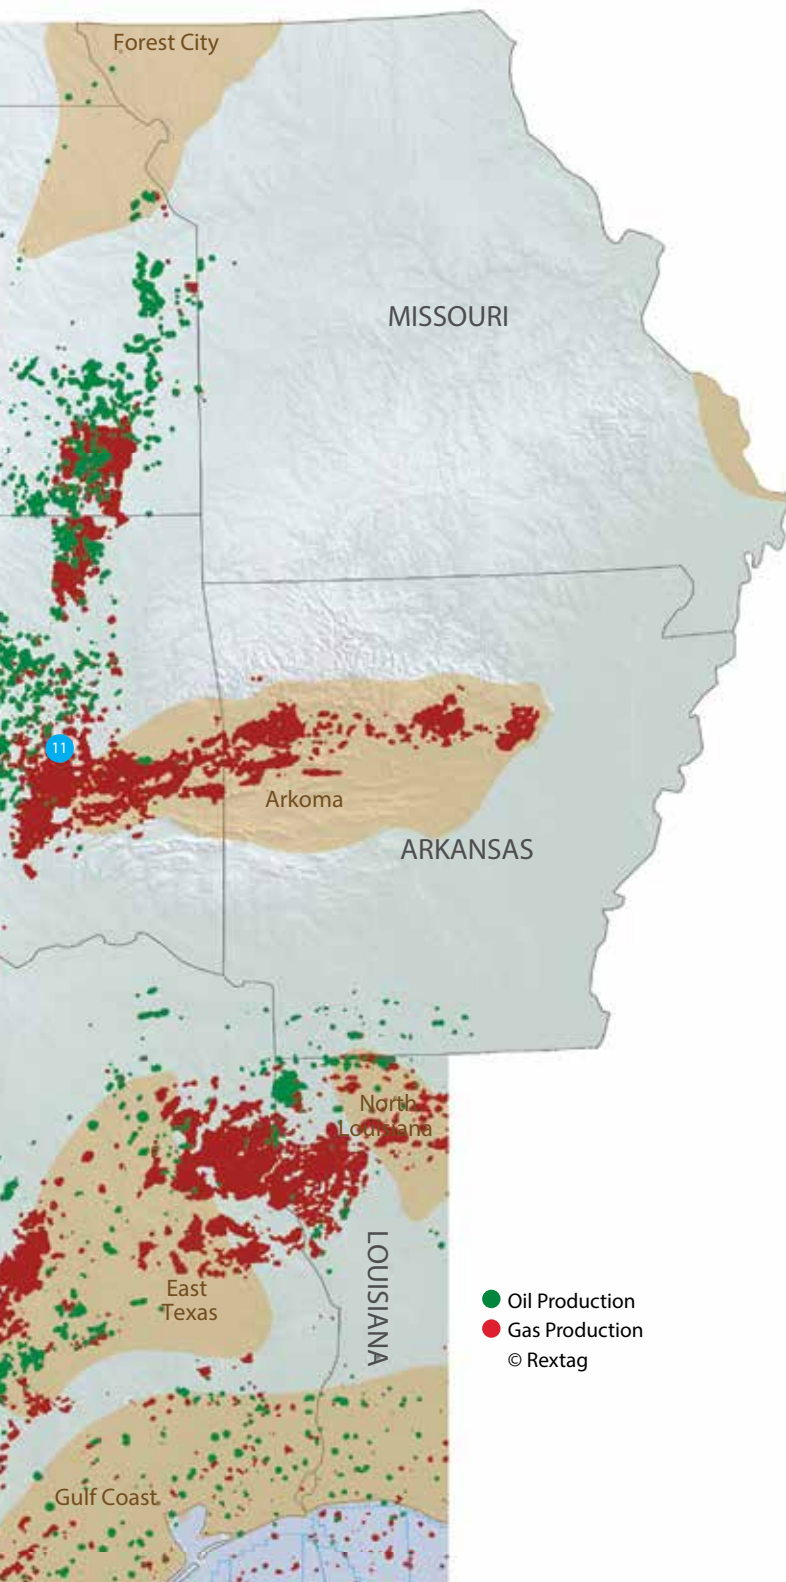 Forest City
MISSOURI
11
Arkoma
ARKANSAS
North
Louisiana
LOUISIANA
East
Texas
Oil Production
Gas Production
© Rextag
Gulf Coast